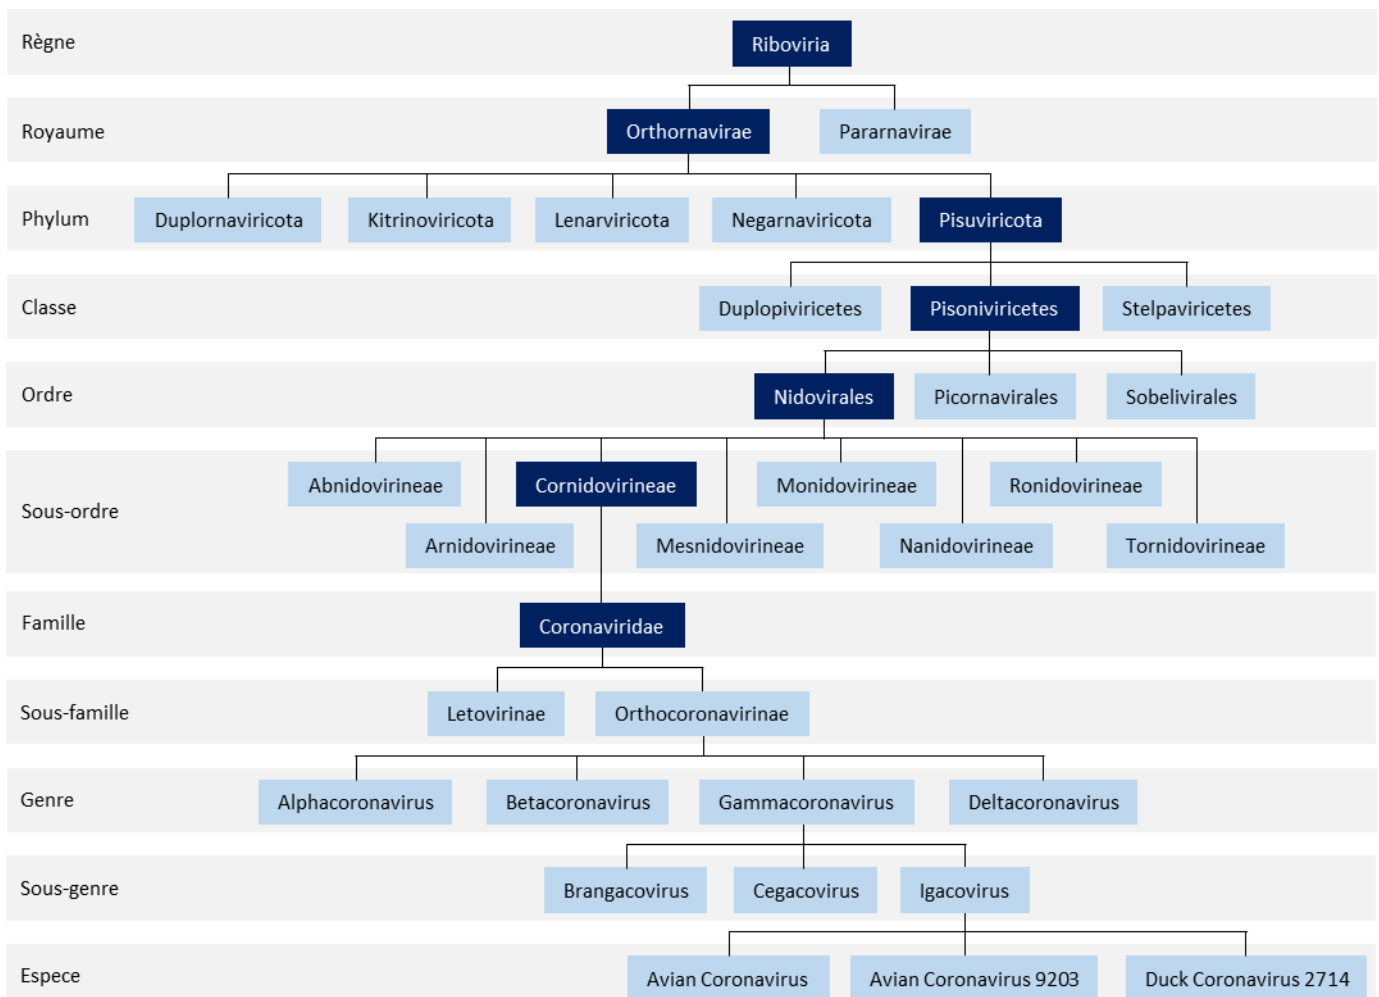 Règne
Riboviria
Royaume
Orthornavirae
Pararnavirae
Phylum
Duplornaviricota
Kitrinoviricota
Lenarviricota
Negarnaviricota
Pisuviricota
Classe
Duplopiviricetes
Pisoniviricetes
Stelpaviricetes
Ordre
Nidovirales
Picornavirales
Sobelivirales
Sous-ordre
Abnidovirineae
Cornidovirineae
Monidovirineae
Ronidovirineae
Arnidovirineae
Mesnidovirineae
Nanidovirineae
Tornidovirineae
Famille
Coronaviridae
Sous-famille
Letovirinae
Orthocoronavirinae
Genre
Alphacoronavirus
Betacoronavirus
Gammacoronavirus
Deltacoronavirus
Sous-genre
Brangacovirus
Cegacovirus
Igacovirus
Espece
Avian Coronavirus
Avian Coronavirus 9203
Duck Coronavirus 2714